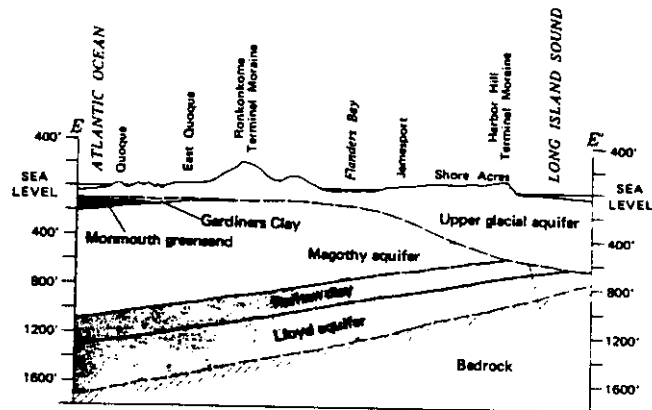 E
ATLANTIC OCEAN
Quogue
East Quogue
Ronkonkoma
Terminal Moraine
Flanders Bay
Jamesport
Shore Acres
Harbor Hill
Terminal Moraine
LONG ISLAND SOUND
E'
400'
400'
SEA
LEVEL
SEA
LEVEL
Gardiners Clay
Monmouth greensand
Upper glacial aquifer
Magothy aquifer
400'
400'
800'
800'
Raritan clay
1200'
1200'
Lloyd aquifer
Bedrock
1600'
1600'